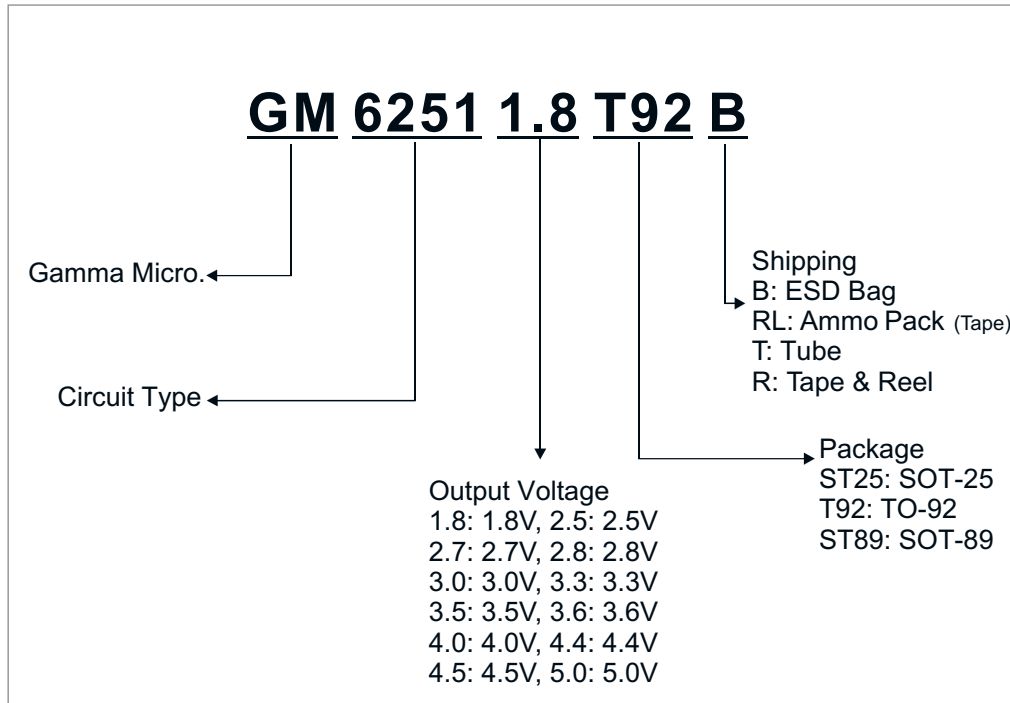 GM 6251 1.8 T92 B
Gamma Micro.
Circuit Type
Output Voltage
1.8: 1.8V, 2.5: 2.5V
2.7: 2.7V, 2.8: 2.8V
3.0: 3.0V, 3.3: 3.3V
3.5: 3.5V, 3.6: 3.6V
4.0: 4.0V, 4.4: 4.4V
4.5: 4.5V, 5.0: 5.0V
Package
ST25: SOT-25
T92: TO-92
ST89: SOT-89
Shipping
B: ESD Bag
RL: Ammo Pack (Tape)
T: Tube
R: Tape & Reel